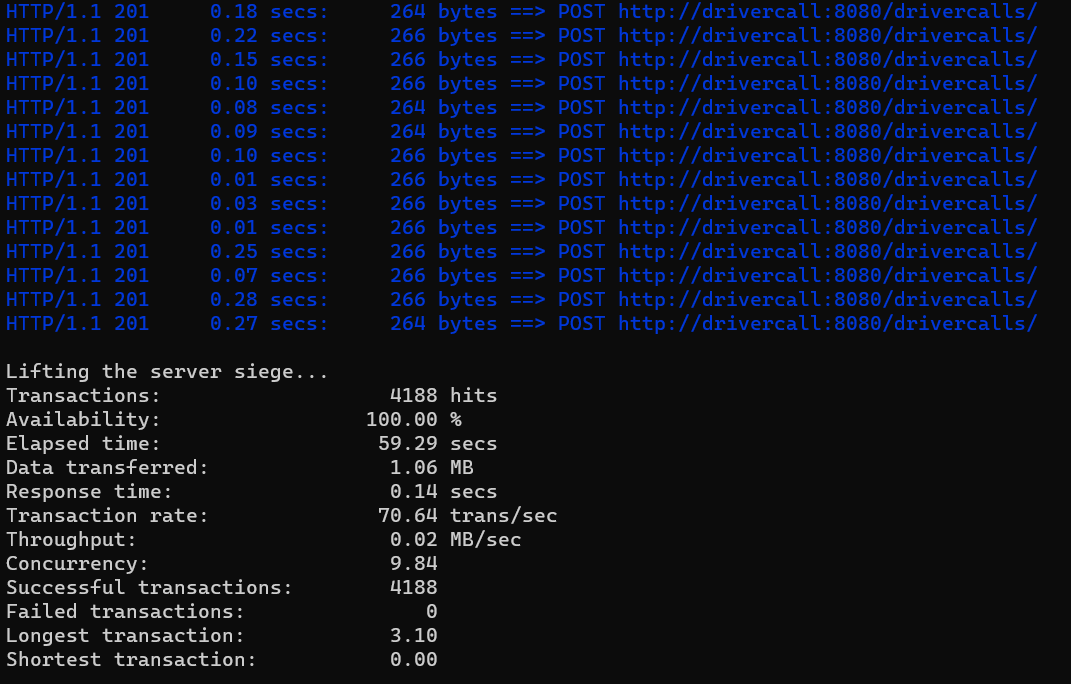 HTTP/1.1 201     0.18 secs:     264 bytes ==> POST http://drivercall:8080/drivercalls/
HTTP/1.1 201     0.22 secs:     266 bytes ==> POST http://drivercall:8080/drivercalls/
HTTP/1.1 201     0.15 secs:     266 bytes ==> POST http://drivercall:8080/drivercalls/
HTTP/1.1 201     0.10 secs:     266 bytes ==> POST http://drivercall:8080/drivercalls/
HTTP/1.1 201     0.08 secs:     264 bytes ==> POST http://drivercall:8080/drivercalls/
HTTP/1.1 201     0.09 secs:     264 bytes ==> POST http://drivercall:8080/drivercalls/
HTTP/1.1 201     0.10 secs:     266 bytes ==> POST http://drivercall:8080/drivercalls/
HTTP/1.1 201     0.01 secs:     266 bytes ==> POST http://drivercall:8080/drivercalls/
HTTP/1.1 201     0.03 secs:     266 bytes ==> POST http://drivercall:8080/drivercalls/
HTTP/1.1 201     0.01 secs:     266 bytes ==> POST http://drivercall:8080/drivercalls/
HTTP/1.1 201     0.25 secs:     266 bytes ==> POST http://drivercall:8080/drivercalls/
HTTP/1.1 201     0.07 secs:     266 bytes ==> POST http://drivercall:8080/drivercalls/
HTTP/1.1 201     0.28 secs:     266 bytes ==> POST http://drivercall:8080/drivercalls/
HTTP/1.1 201     0.27 secs:     264 bytes ==> POST http://drivercall:8080/drivercalls/

Lifting the server siege...
Transactions:                   4188 hits
Availability:                 100.00 %
Elapsed time:                  59.29 secs
Data transferred:               1.06 MB
Response time:                  0.14 secs
Transaction rate:              70.64 trans/sec
Throughput:                     0.02 MB/sec
Concurrency:                    9.84
Successful transactions:        4188
Failed transactions:               0
Longest transaction:            3.10
Shortest transaction:           0.00